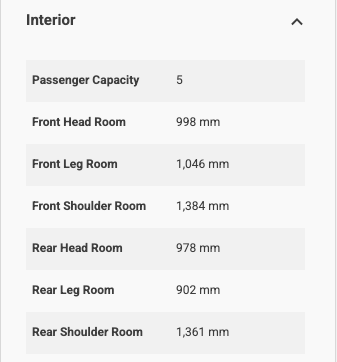 Interior
Passenger Capacity 5
Front Head Room 998 mm
Front Leg Room 1,046 mm
Front Shoulder Room 1,384 mm
Rear Head Room 978 mm
Rear Leg Room 902 mm
Rear Shoulder Room 1,361 mm